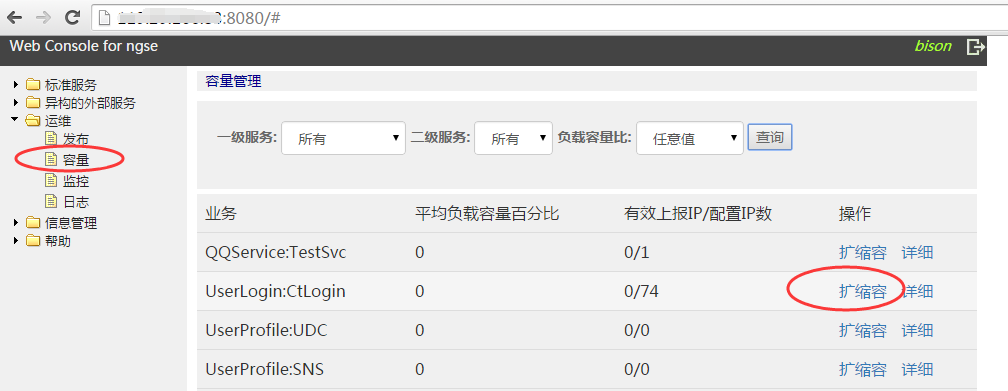 :8080/#
Web Console for ngse bison
标准服务
异构的外部服务
运维
发布
容量
监控
日志
信息管理
帮助
容量管理
一级服务: 所有 二级服务: 所有 负载容量比: 任意值 查询
业务 平均负载容量百分比 有效上报IP/配置IP数 操作
QQService:TestSvc 0 0/1 扩缩容 详细
UserLogin:CtLogin 0 0/74 扩缩容 详细
UserProfile:UDC 0 0/0 扩缩容 详细
UserProfile:SNS 0 0/0 扩缩容 详细